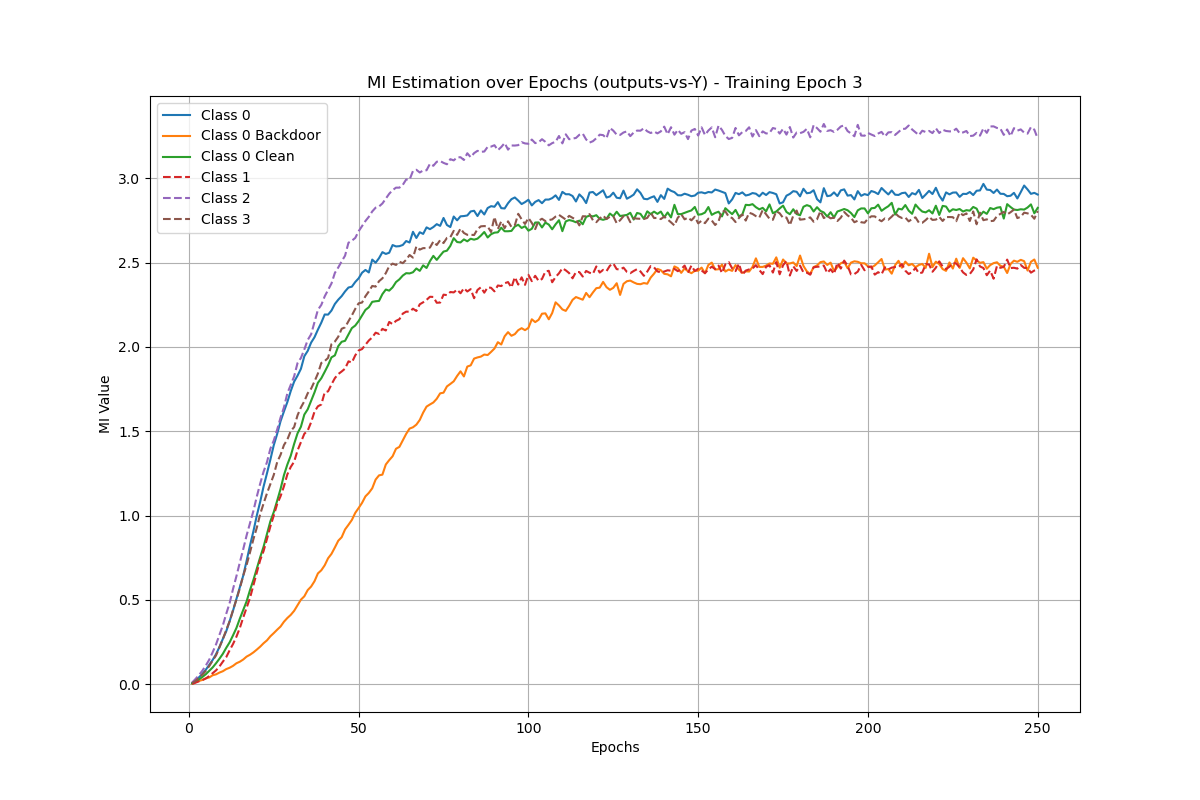 MI Estimation over Epochs (outputs-vs-Y) - Training Epoch 3
Class 0
Class 0 Backdoor
Class 0 Clean
Class 1
Class 2
Class 3
3.0
2.5
2.0
1.5
1.0
0.5
0.0
MI Value
0 50 100 150 200 250
Epochs